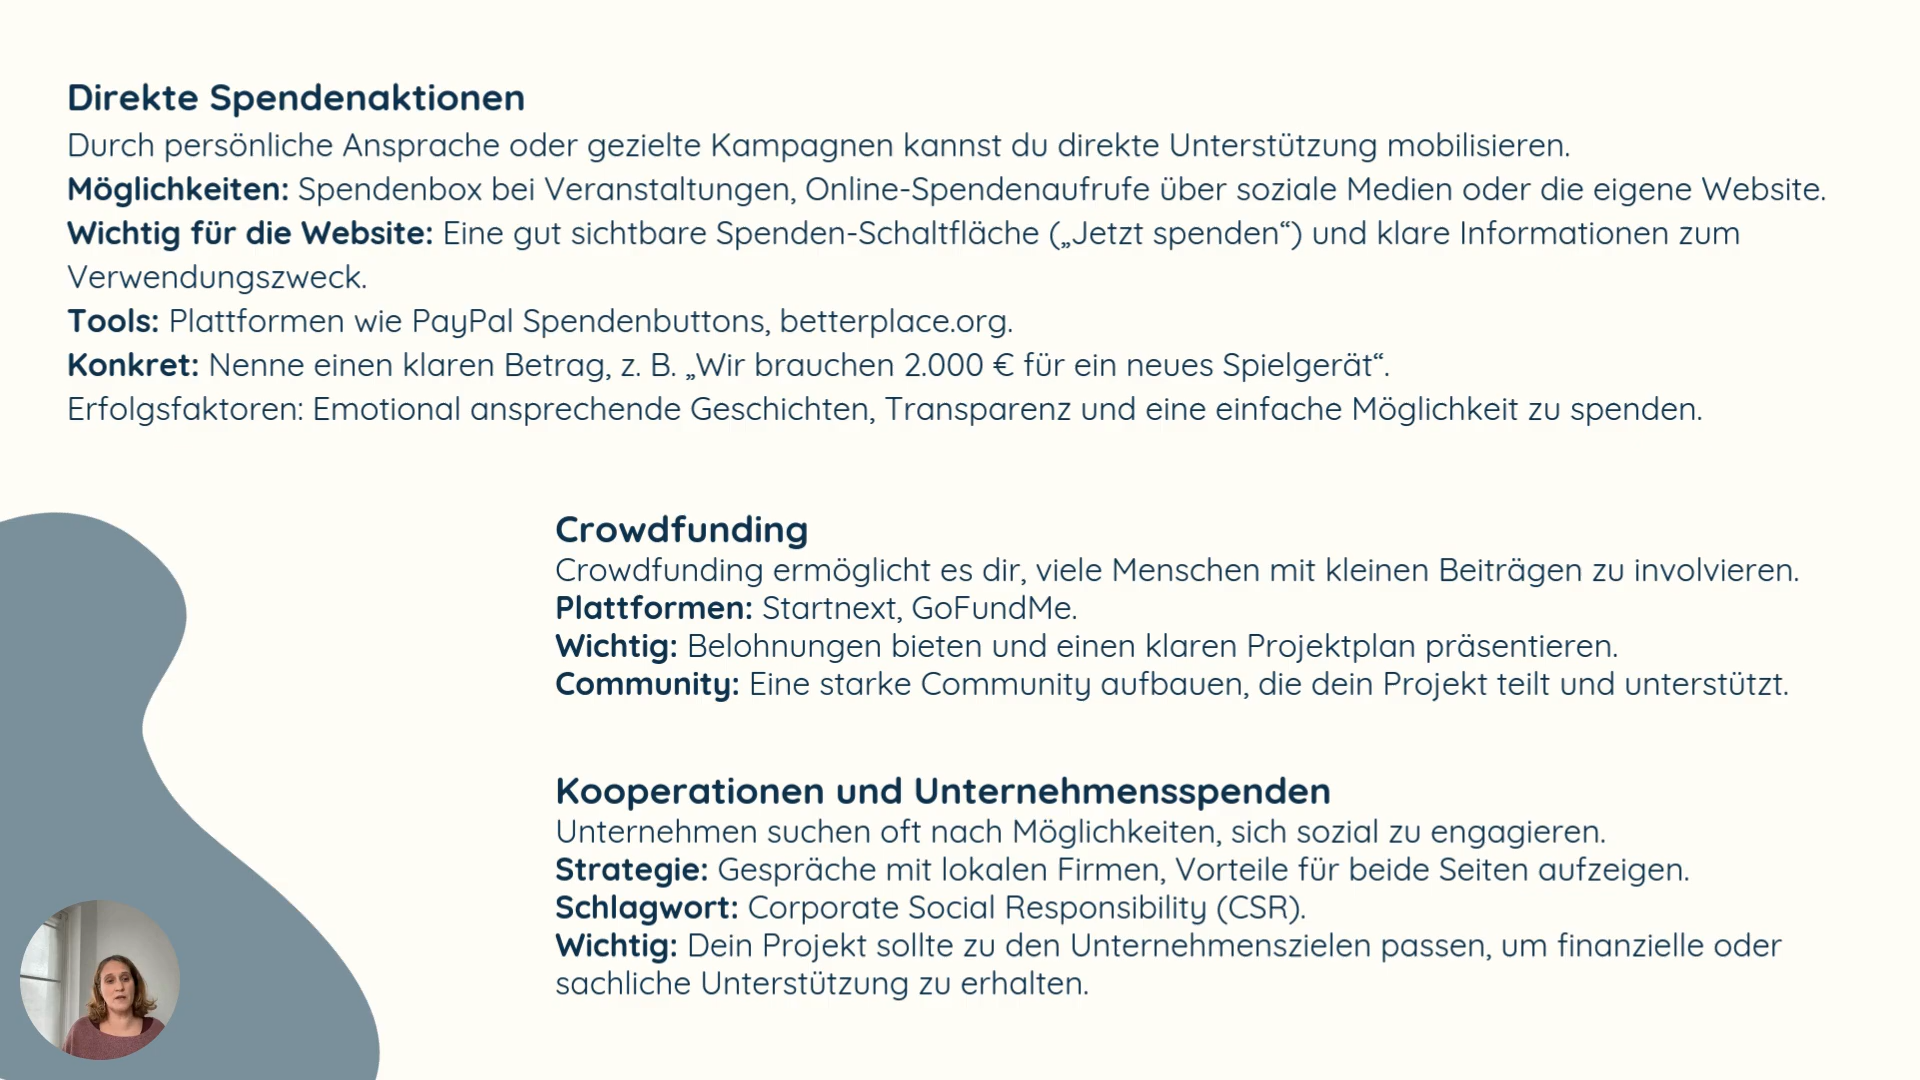 Direkte Spendenaktionen
Durch persönliche Ansprache oder gezielte Kampagnen kannst du direkte Unterstützung mobilisieren.
Möglichkeiten: Spendenbox bei Veranstaltungen, Online-Spendenaufrufe über soziale Medien oder die eigene Website.
Wichtig für die Website: Eine gut sichtbare Spenden-Schaltfläche („Jetzt spenden“) und klare Informationen zum
Verwendungszweck.
Tools: Plattformen wie PayPal Spendenbuttons, betterplace.org.
Konkret: Nenne einen klaren Betrag, z. B. „Wir brauchen 2.000 € für ein neues Spielgerät“.
Erfolgsfaktoren: Emotional ansprechende Geschichten, Transparenz und eine einfache Möglichkeit zu spenden.
Crowdfunding
Crowdfunding ermöglicht es dir, viele Menschen mit kleinen Beiträgen zu involvieren.
Plattformen: Startnext, GoFundMe.
Wichtig: Belohnungen bieten und einen klaren Projektplan präsentieren.
Community: Eine starke Community aufbauen, die dein Projekt teilt und unterstützt.
Kooperationen und Unternehmensspenden
Unternehmen suchen oft nach Möglichkeiten, sich sozial zu engagieren.
Strategie: Gespräche mit lokalen Firmen, Vorteile für beide Seiten aufzeigen.
Schlagwort: Corporate Social Responsibility (CSR).
Wichtig: Dein Projekt sollte zu den Unternehmenszielen passen, um finanzielle oder
sachliche Unterstützung zu erhalten.